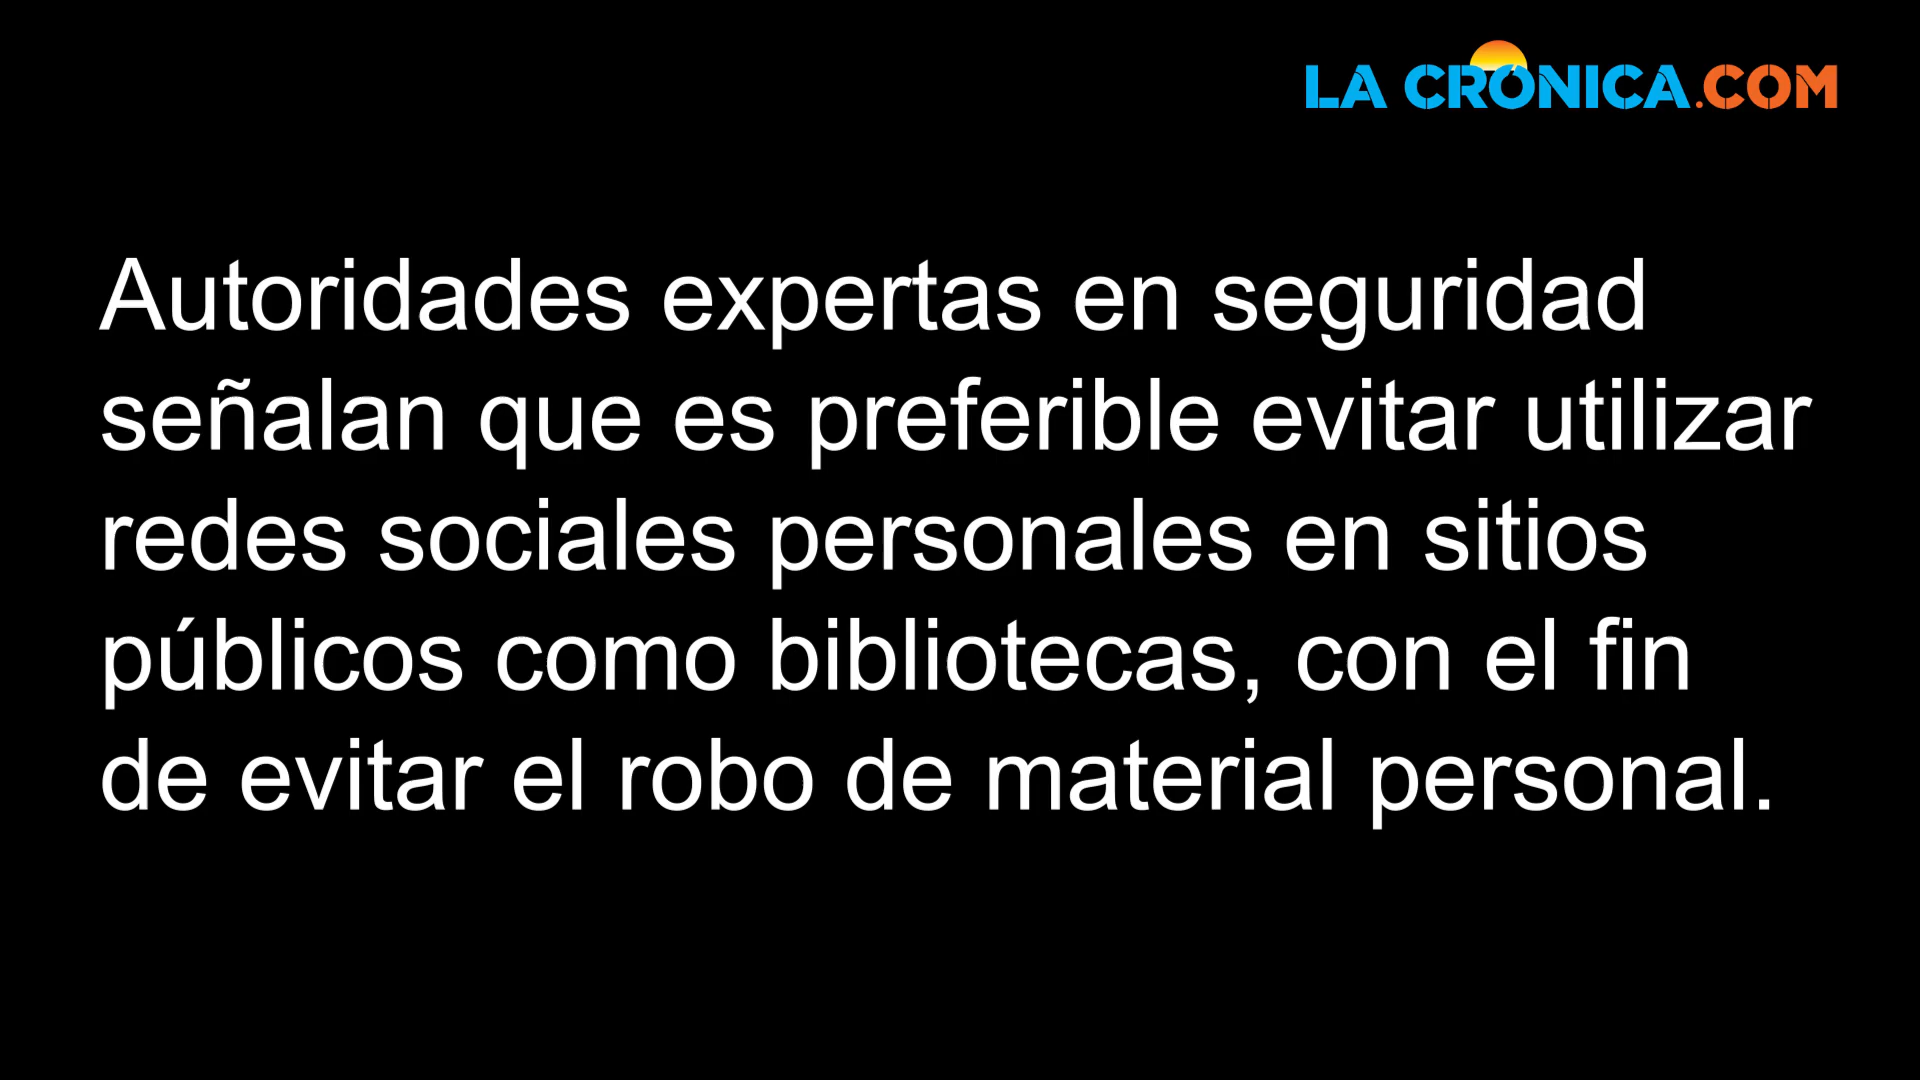 LA CRÓNICA.COM
Autoridades expertas en seguridad
señalan que es preferible evitar utilizar
redes sociales personales en sitios
públicos como bibliotecas, con el fin
de evitar el robo de material personal.